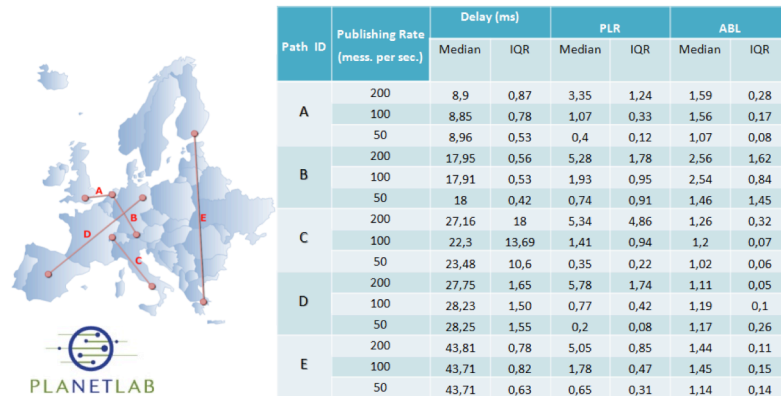 Path ID Publishing Rate (mess. per sec.) Delay (ms) PLR ABL
Median IQR Median IQR Median IQR
A 200 8,9 0,87 3,35 1,24 1,59 0,28
100 8,85 0,78 1,07 0,33 1,56 0,17
50 8,96 0,53 0,4 0,12 1,07 0,08
B 200 17,95 0,56 5,28 1,78 2,56 1,62
100 17,91 0,53 1,93 0,95 2,54 0,84
50 18 0,42 0,74 0,91 1,46 1,45
C 200 27,16 18 5,34 4,86 1,26 0,32
100 22,3 13,69 1,41 0,94 1,2 0,07
50 23,48 10,6 0,35 0,22 1,02 0,06
D 200 27,75 1,65 5,78 1,74 1,11 0,05
100 28,23 1,50 0,77 0,42 1,19 0,1
50 28,25 1,55 0,2 0,08 1,17 0,26
E 200 43,81 0,78 5,05 0,85 1,44 0,11
100 43,71 0,82 1,78 0,47 1,45 0,15
50 43,71 0,63 0,65 0,31 1,14 0,14
A
B
E
D
C
PLANETLAB